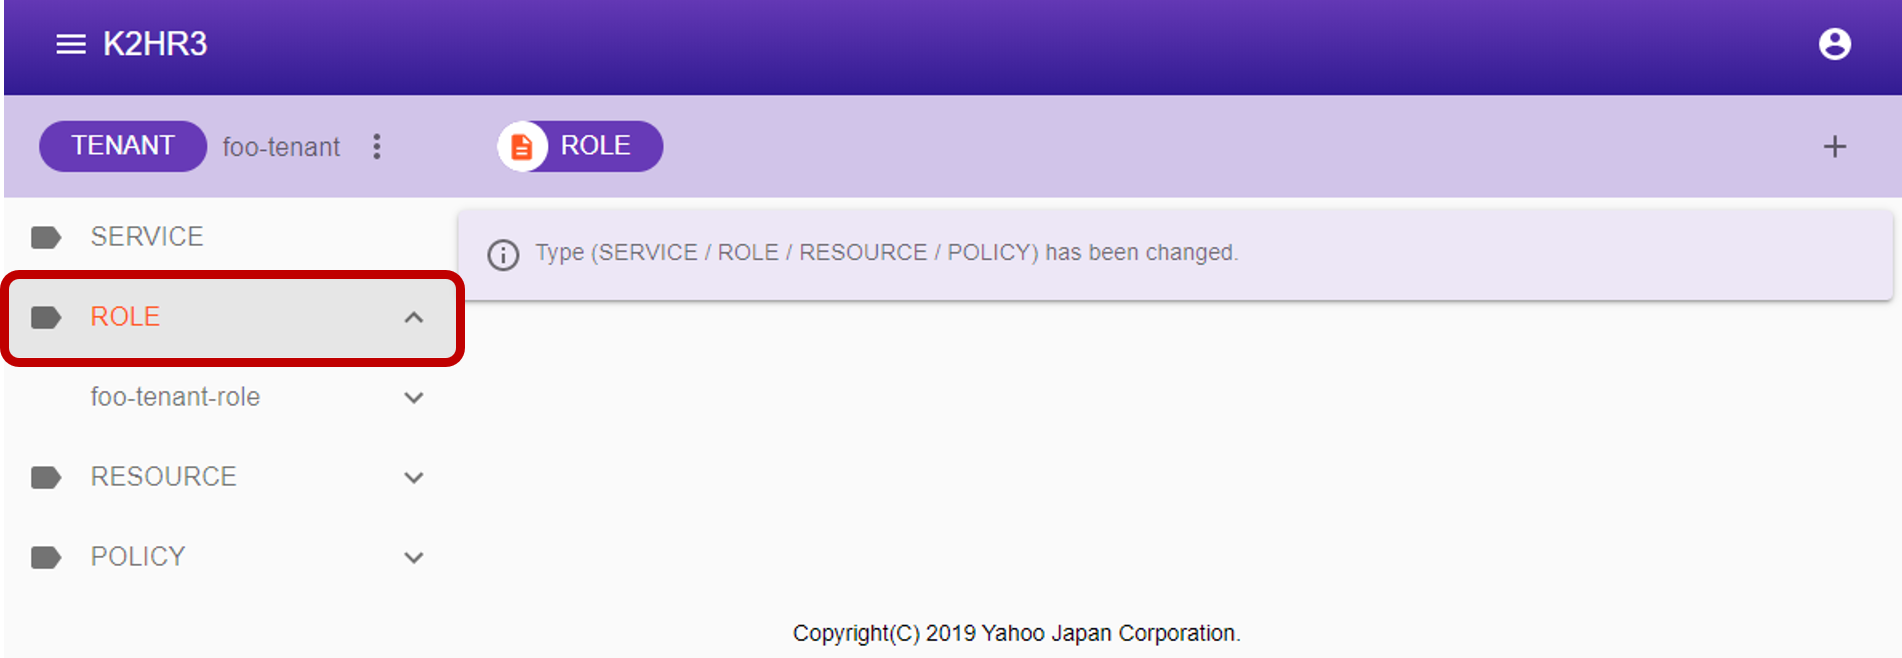 K2HR3
TENANT foo-tenant ROLE
SERVICE
Type (SERVICE / ROLE / RESOURCE / POLICY) has been changed.
ROLE
foo-tenant-role
RESOURCE
POLICY
Copyright(C) 2019 Yahoo Japan Corporation.